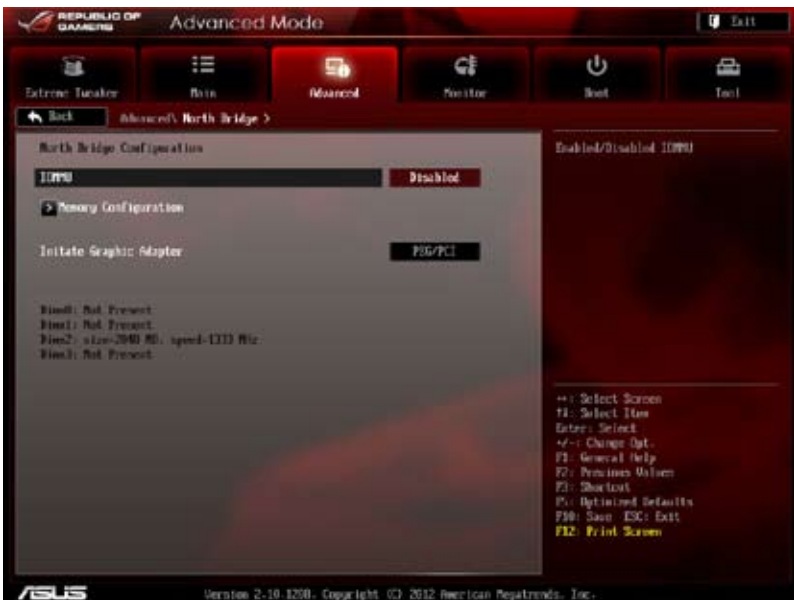 REPUBLIC OF GAMERS
Advanced Mode
Exit
Extreme Tweaker
Main
Advanced
Monitor
Boot
Tool
Back
Advanced\ North Bridge >
North Bridge Configuration
Enabled/Disabled IOMMU
IOMMU
Disabled
> Memory Configuration
Initate Graphic Adapter
PEG/PCI
Dimm0: Not Present
Dimm1: Not Present
Dimm2: size=2048 MB, speed=1333 MHz
Dimm3: Not Present
→←: Select Screen
↑↓: Select Item
Enter: Select
+/-: Change Opt.
F1: General Help
F2: Previous Values
F3: Shortcut
F5: Optimized Defaults
F10: Save ESC: Exit
F12: Print Screen
ASUS
Version 2.10.1208. Copyright (C) 2012 American Megatrends, Inc.